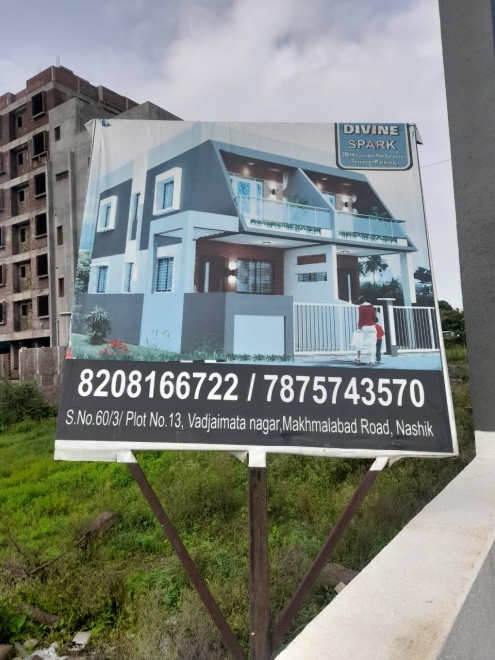 DIVINE
SPARK
8208166722 / 7875743570
S.No.60/3/ Plot No.13, Vadjaimata nagar,Makhmalabad Road, Nashik